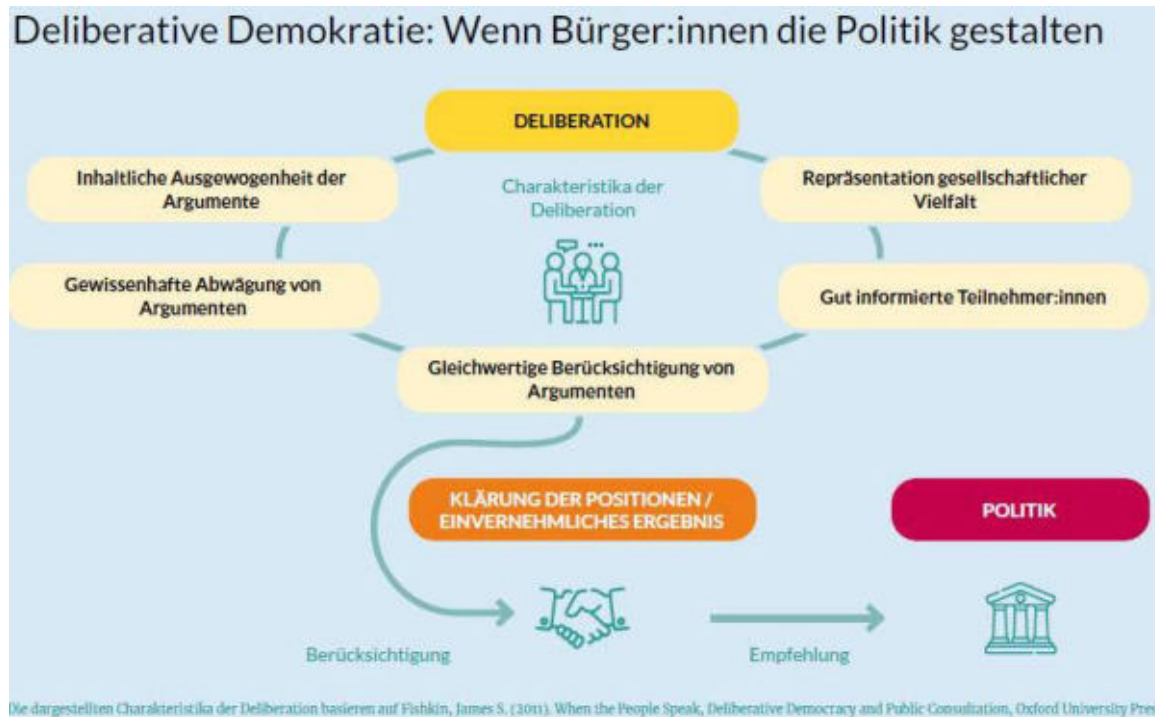 Deliberative Demokratie: Wenn Bürger:innen die Politik gestalten
DELIBERATION
Inhaltliche Ausgewogenheit der
Argumente
Charakteristika der
Deliberation
Repräsentation gesellschaftlicher
Vielfalt
Gewissenhafte Abwägung von
Argumenten
Gut informierte Teilnehmer:innen
Gleichwertige Berücksichtigung von
Argumenten
KLÄRUNG DER POSITIONEN /
EINVERNEHMLICHES ERGEBNIS
POLITIK
Berücksichtigung
Empfehlung
Die dargestellten Charakteristika der Deliberation basieren auf Fishkin, James S. (2011). When the People Speak, Deliberative Democracy and Public Consultation, Oxford University Pres